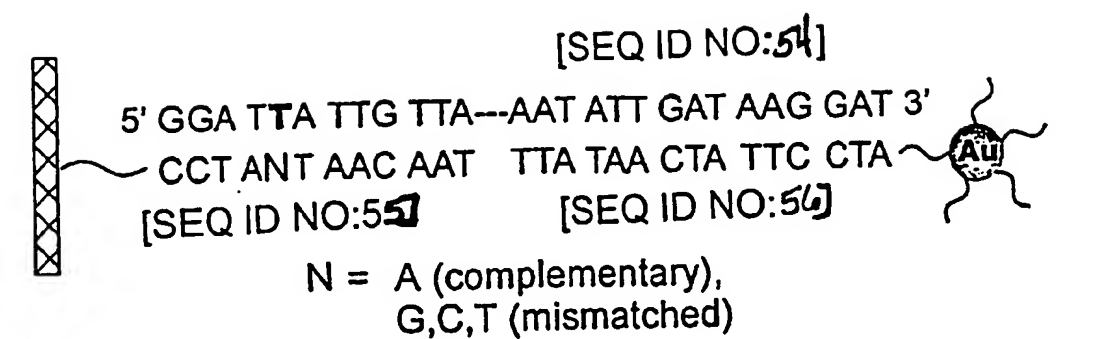 [SEQ ID NO:54]
5' GGA TTA TTG TTA---AAT ATT GAT AAG GAT 3'
CCT ANT AAC AAT TTA TAA CTA TTC CTA Au
[SEQ ID NO:55] [SEQ ID NO:56]
N = A (complementary),
G,C,T (mismatched)